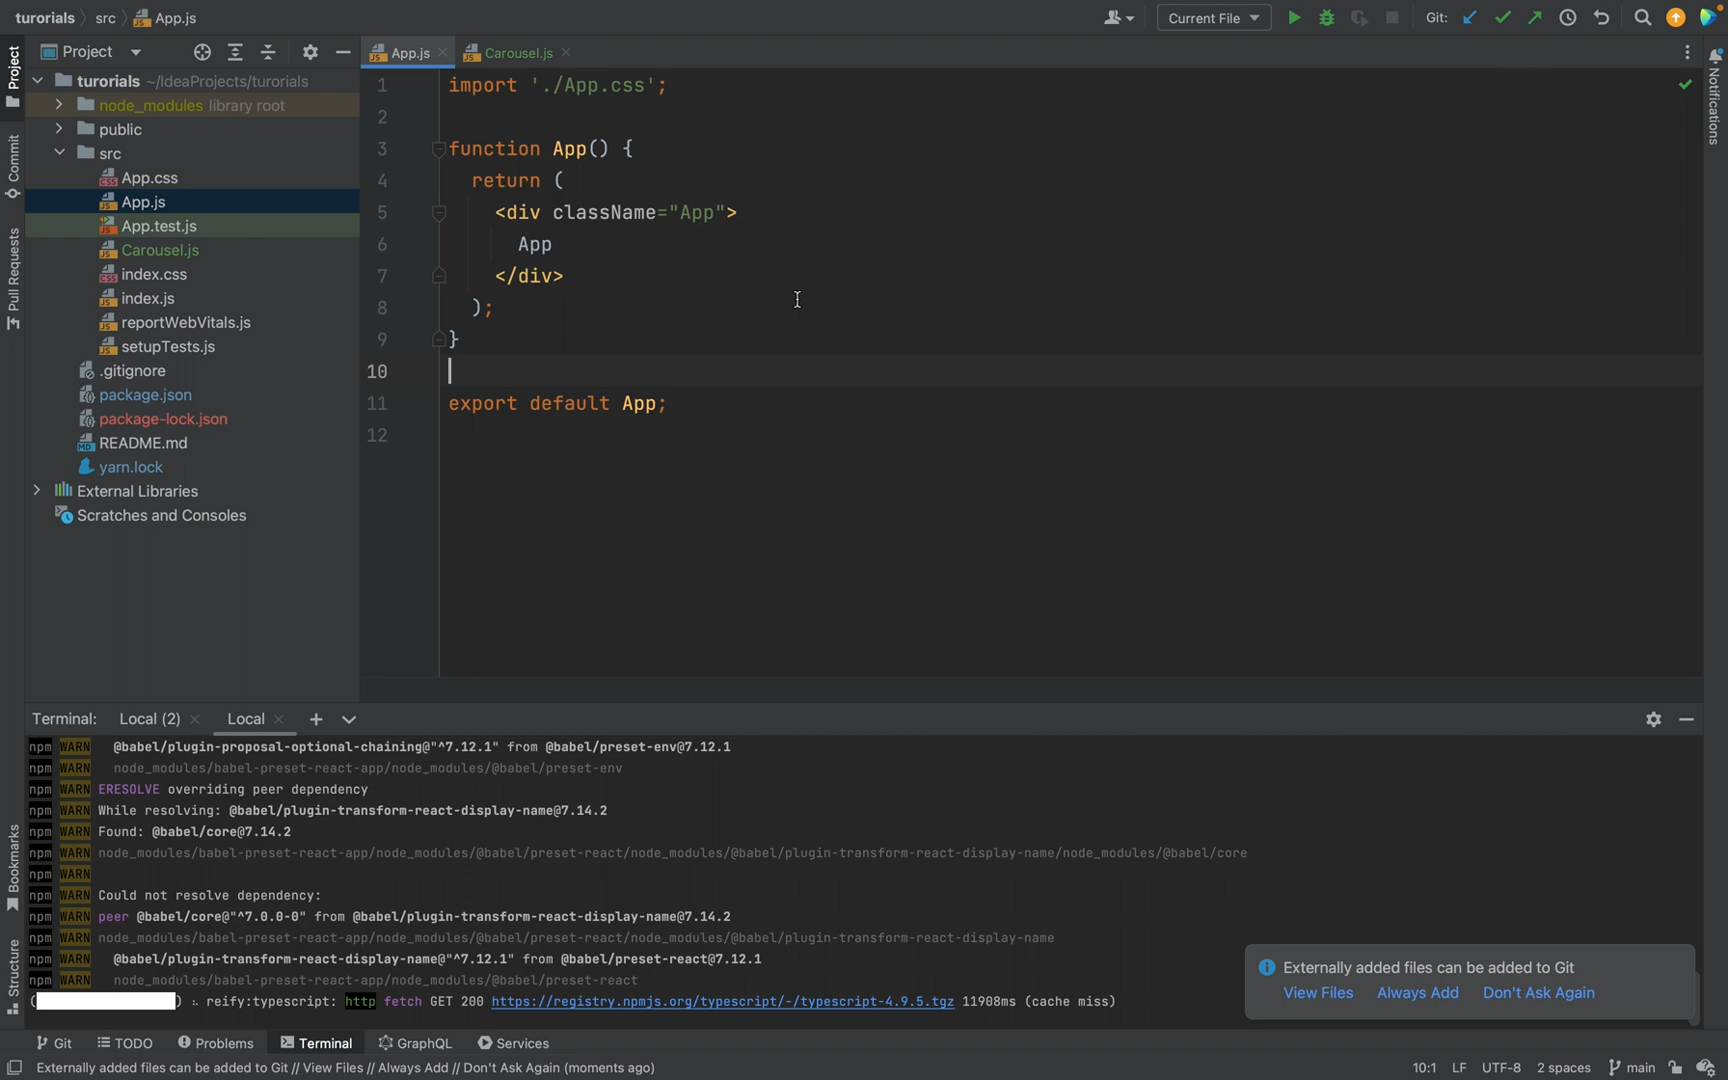 turorials src App.js
Current File
Git:
Project
App.js
Carousel.js
turorials ~/IdeaProjects/turorials
node_modules library root
public
src
App.css
App.js
App.test.js
Carousel.js
index.css
index.js
reportWebVitals.js
setupTests.js
.gitignore
package.json
package-lock.json
README.md
yarn.lock
External Libraries
Scratches and Consoles
Project
Commit
Pull Requests
Bookmarks
Structure
Notifications
1 import './App.css';
2
3 function App() {
4 return (
5 <div className="App">
6 App
7 </div>
8 );
9 }
10
11 export default App;
12
Terminal: Local (2) Local
npm WARN @babel/plugin-proposal-optional-chaining@"^7.12.1" from @babel/preset-env@7.12.1
npm WARN node_modules/babel-preset-react-app/node_modules/@babel/preset-env
npm WARN ERESOLVE overriding peer dependency
npm WARN While resolving: @babel/plugin-transform-react-display-name@7.14.2
npm WARN Found: @babel/core@7.14.2
npm WARN node_modules/babel-preset-react-app/node_modules/@babel/preset-react/node_modules/@babel/plugin-transform-react-display-name/node_modules/@babel/core
npm WARN
npm WARN Could not resolve dependency:
npm WARN peer @babel/core@"^7.0.0-0" from @babel/plugin-transform-react-display-name@7.14.2
npm WARN node_modules/babel-preset-react-app/node_modules/@babel/preset-react/node_modules/@babel/plugin-transform-react-display-name
npm WARN @babel/plugin-transform-react-display-name@"^7.12.1" from @babel/preset-react@7.12.1
npm WARN node_modules/babel-preset-react-app/node_modules/@babel/preset-react
( ) : reify:typescript: http fetch GET 200 https://registry.npmjs.org/typescript/-/typescript-4.9.5.tgz 11908ms (cache miss)
Externally added files can be added to Git
View Files Always Add Don't Ask Again
Git TODO Problems Terminal GraphQL Services
Externally added files can be added to Git // View Files // Always Add // Don't Ask Again (moments ago)
10:1 LF UTF-8 2 spaces main